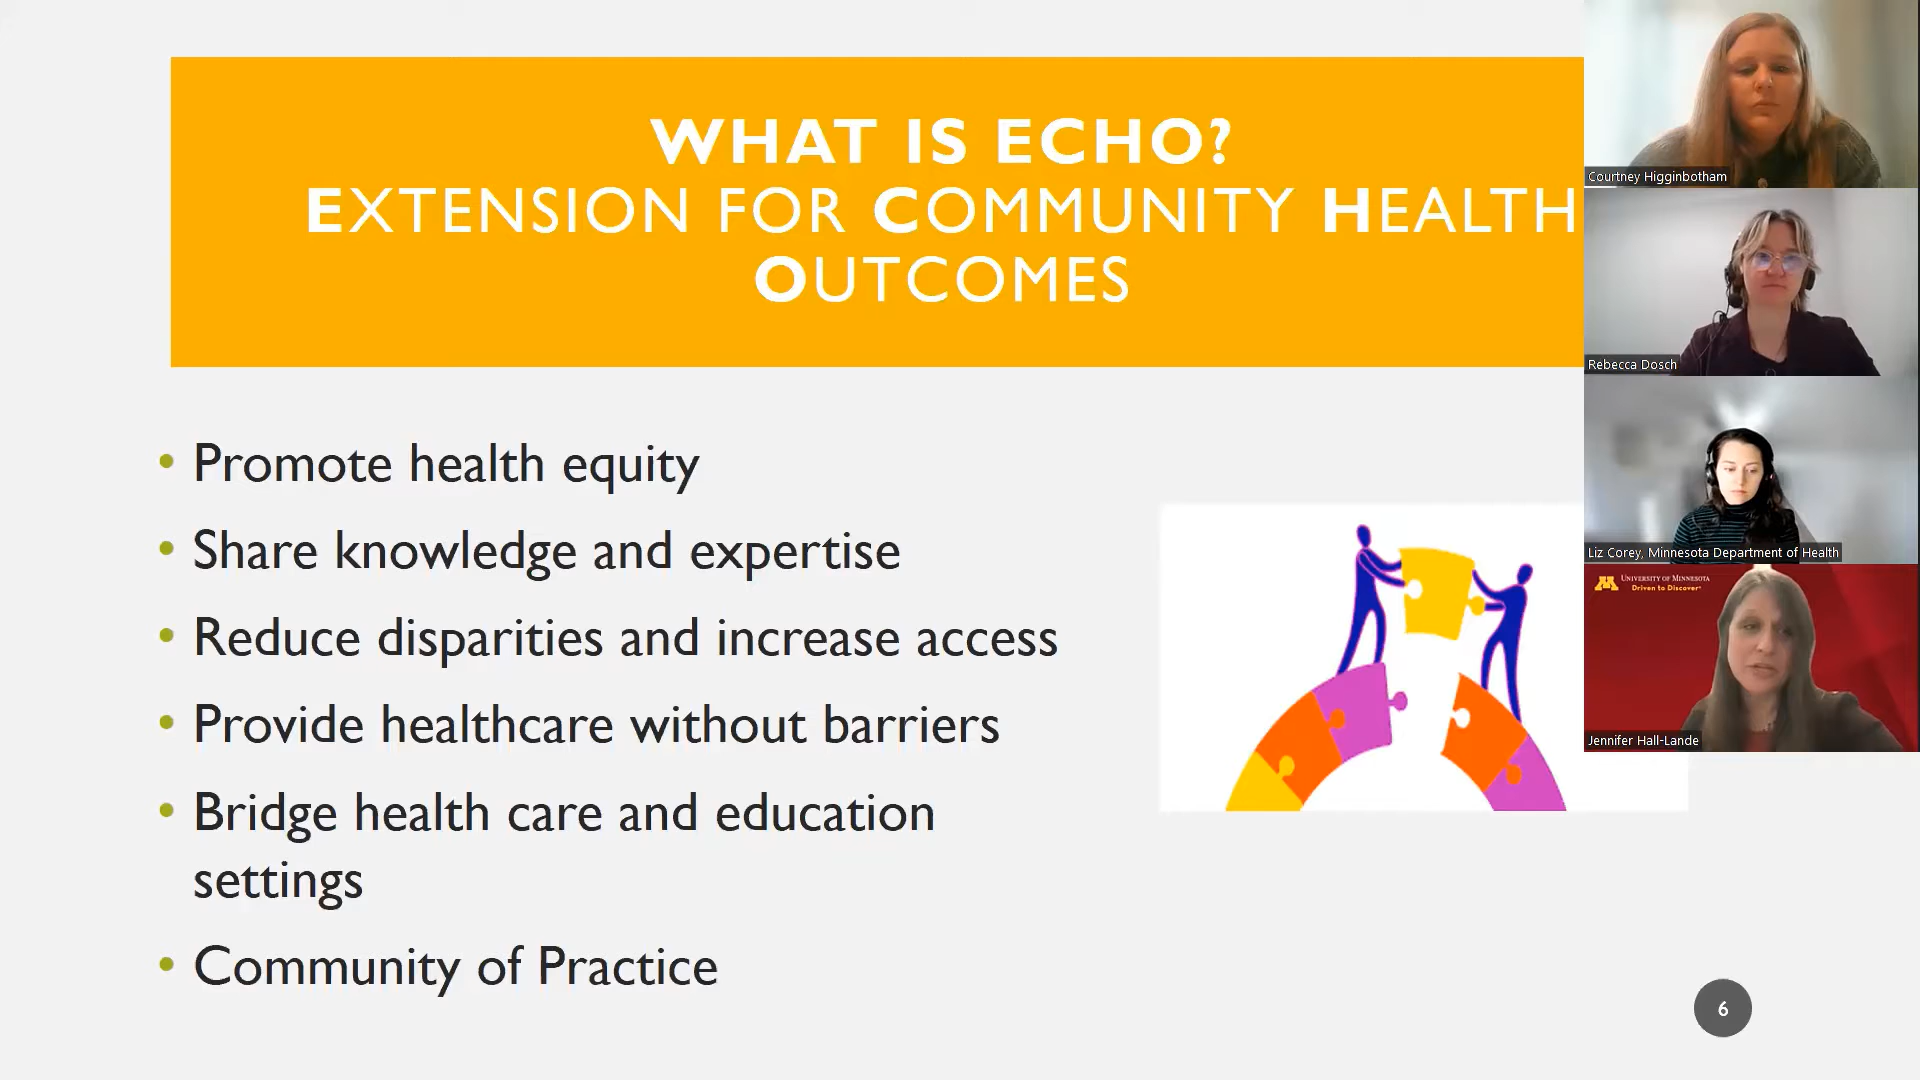 WHAT IS ECHO?
EXTENSION FOR COMMUNITY HEALTH
OUTCOMES
• Promote health equity
• Share knowledge and expertise
• Reduce disparities and increase access
• Provide healthcare without barriers
• Bridge health care and education
settings
• Community of Practice
6
Courtney Higginbotham
Rebecca Dosch
Liz Corey, Minnesota Department of Health
UNIVERSITY OF MINNESOTA
Driven to Discover®
Jennifer Hall-Lande